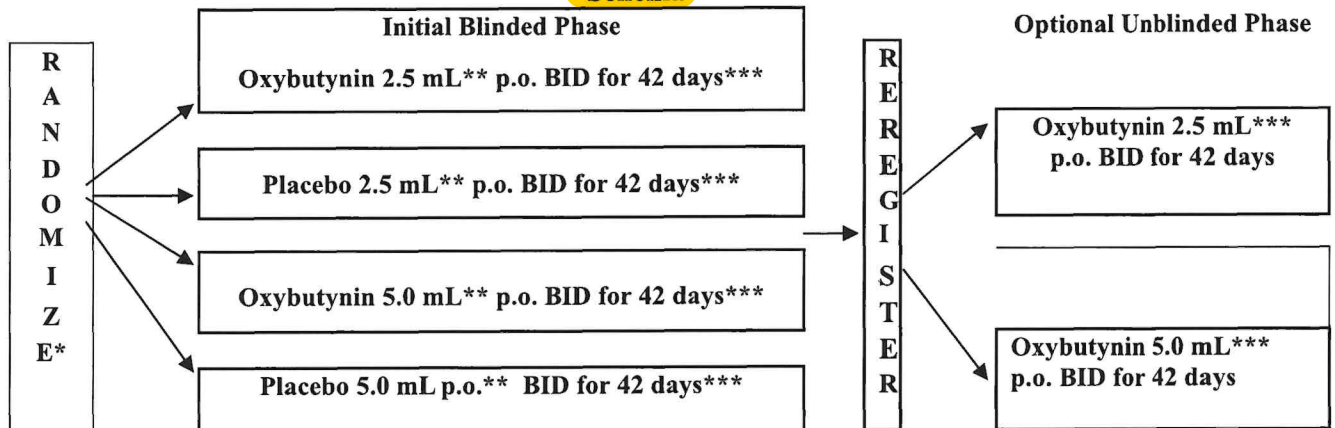 Initial Blinded Phase
Optional Unblinded Phase
RANDOMIZE*
Oxybutynin 2.5 mL** p.o. BID for 42 days***
Placebo 2.5 mL** p.o. BID for 42 days***
Oxybutynin 5.0 mL** p.o. BID for 42 days***
Placebo 5.0 mL p.o.** BID for 42 days***
REREGISTER
Oxybutynin 2.5 mL***
p.o. BID for 42 days
Oxybutynin 5.0 mL***
p.o. BID for 42 days